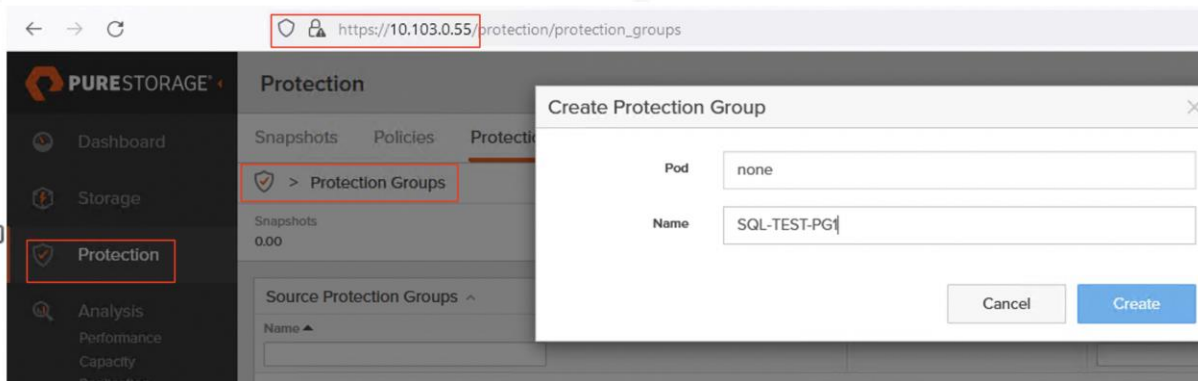 https://10.103.0.55/protection/protection_groups
PURESTORAGE®
Protection
Create Protection Group
Dashboard
Snapshots Policies
Pod none
> Protection Groups
Storage
Name SQL-TEST-PG1
Snapshots
0.00
Protection
Source Protection Groups
Cancel Create
Analysis
Name
Performance
Capacity